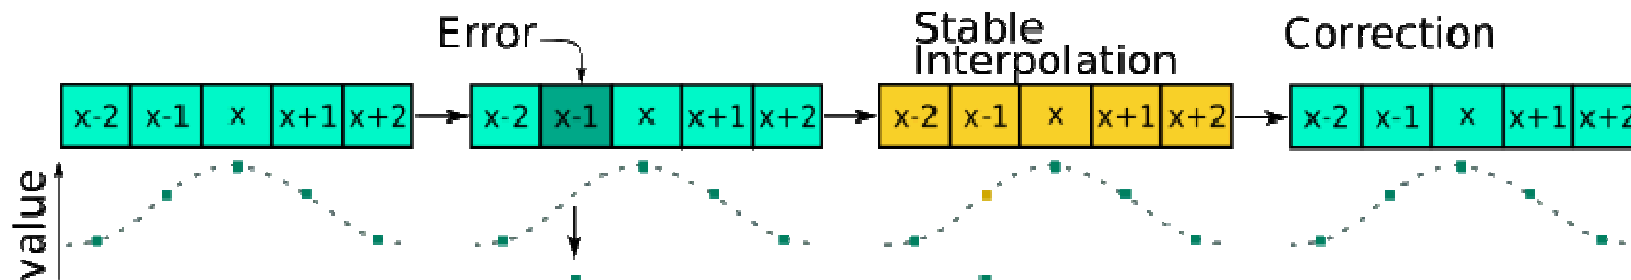 Error
Stable
Interpolation
Correction
x-2 x-1 x x+1 x+2
x-2 x-1 x x+1 x+2
x-2 x-1 x x+1 x+2
x-2 x-1 x x+1 x+2
value